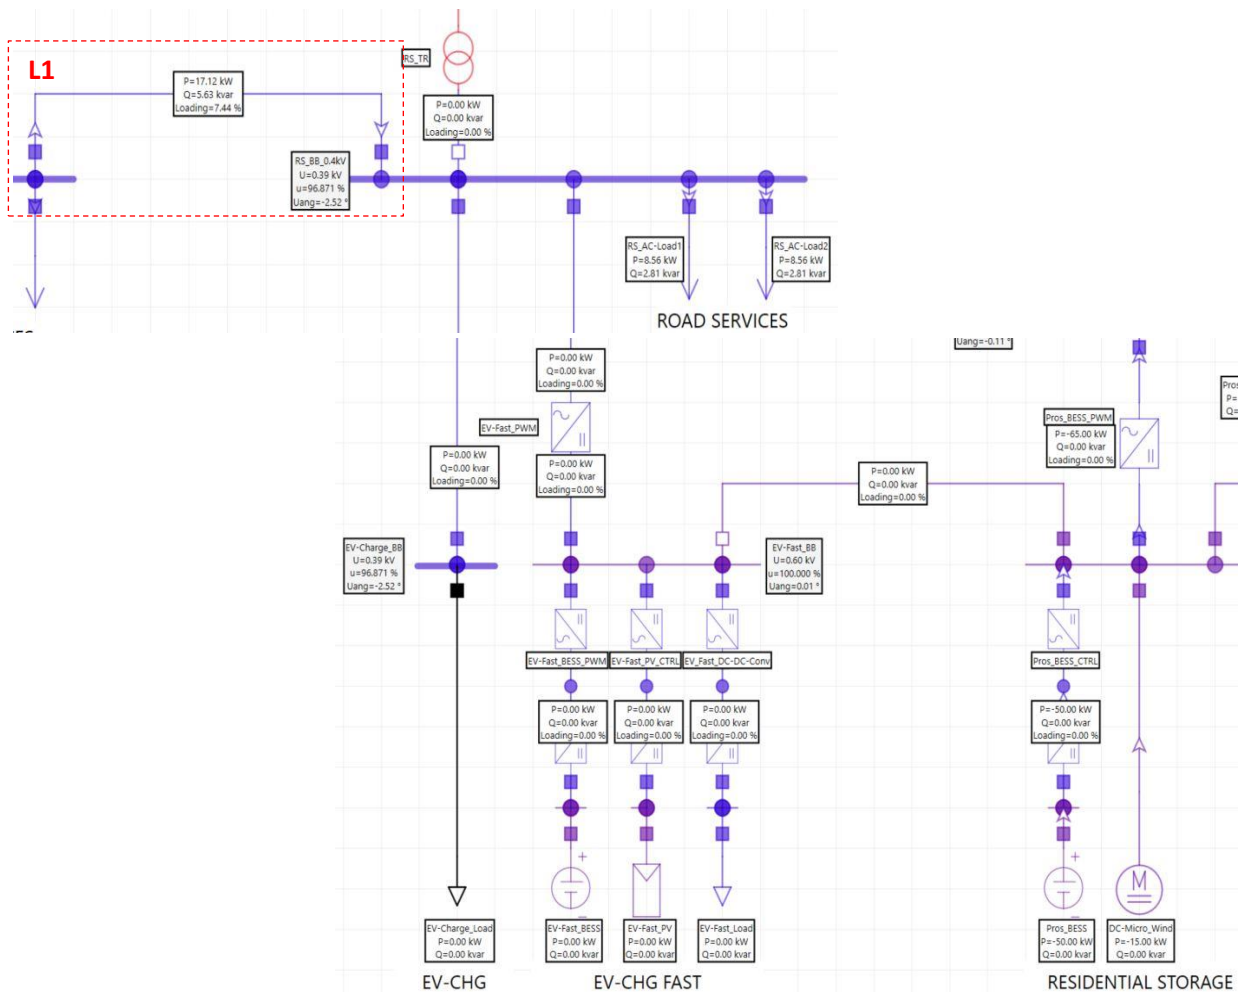 L1
P=17.12 kW
Q=5.63 kvar
Loading=7.44 %
RS_TR
P=0.00 kW
Q=0.00 kvar
Loading=0.00 %
RS_BB_0.4kV
U=0.39 kV
u=96.871 %
Uang=-2.52 °
RS_AC-Load1
P=8.56 kW
Q=2.81 kvar
RS_AC-Load2
P=8.56 kW
Q=2.81 kvar
ROAD SERVICES
P=0.00 kW
Q=0.00 kvar
Loading=0.00 %
EV-Fast_PWM
P=0.00 kW
Q=0.00 kvar
Loading=0.00 %
P=0.00 kW
Q=0.00 kvar
Loading=0.00 %
Uang=-0.11 °
Pros_BESS_PWM
P=-65.00 kW
Q=0.00 kvar
Loading=0.00 %
Pros
P=
Q=
P=0.00 kW
Q=0.00 kvar
Loading=0.00 %
EV-Charge_BB
U=0.39 kV
u=96.871 %
Uang=-2.52 °
EV-Fast_BB
U=0.60 kV
u=100.000 %
Uang=0.01 °
EV-Fast_BESS_PWM
EV-Fast_PV_CTRL
EV_Fast_DC-DC-Conv
Pros_BESS_CTRL
P=0.00 kW
Q=0.00 kvar
Loading=0.00 %
P=0.00 kW
Q=0.00 kvar
Loading=0.00 %
P=0.00 kW
Q=0.00 kvar
Loading=0.00 %
P=-50.00 kW
Q=0.00 kvar
Loading=0.00 %
M
EV-Charge_Load
P=0.00 kW
Q=0.00 kvar
EV-Fast_BESS
P=0.00 kW
Q=0.00 kvar
EV-Fast_PV
P=0.00 kW
Q=0.00 kvar
EV-Fast_Load
P=0.00 kW
Q=0.00 kvar
Pros_BESS
P=-50.00 kW
Q=0.00 kvar
DC-Micro_Wind
P=-15.00 kW
Q=0.00 kvar
EV-CHG
EV-CHG FAST
RESIDENTIAL STORAGE